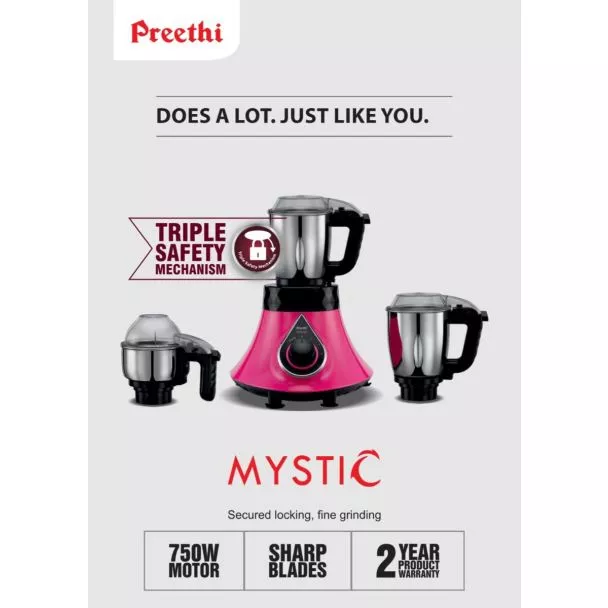 Preethi
DOES A LOT. JUST LIKE YOU.
TRIPLE
SAFETY
MECHANISM
Triple Safety Mechanism
MYSTIC
Secured locking, fine grinding
750W
MOTOR
SHARP
BLADES
2 YEAR
PRODUCT
WARRANTY